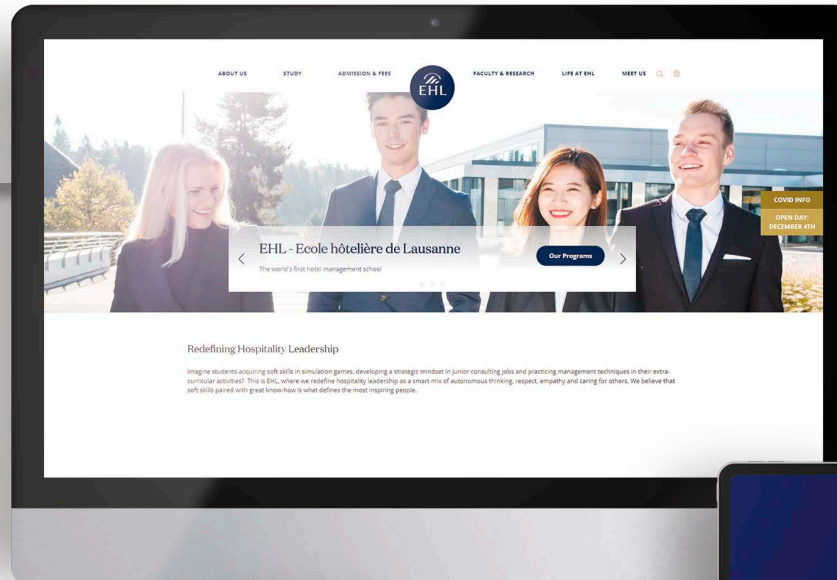 ABOUT US
STUDY
ADMISSION & FEES
EHL
FACULTY & RESEARCH
LIFE AT EHL
MEET US
COVID INFO
OPEN DAY:
DECEMBER 4TH
EHL - Ecole hôtelière de Lausanne
The world's first hotel management school
Our Programs
Redefining Hospitality Leadership
Imagine students acquiring soft skills in simulation games, developing a strategic mindset in junior consulting jobs and practicing management techniques in their extra-
curricular activities? This is EHL, where we redefine hospitality leadership as a smart mix of autonomous thinking, respect, empathy and caring for others. We believe that
soft skills paired with great know-how is what defines the most inspiring people.